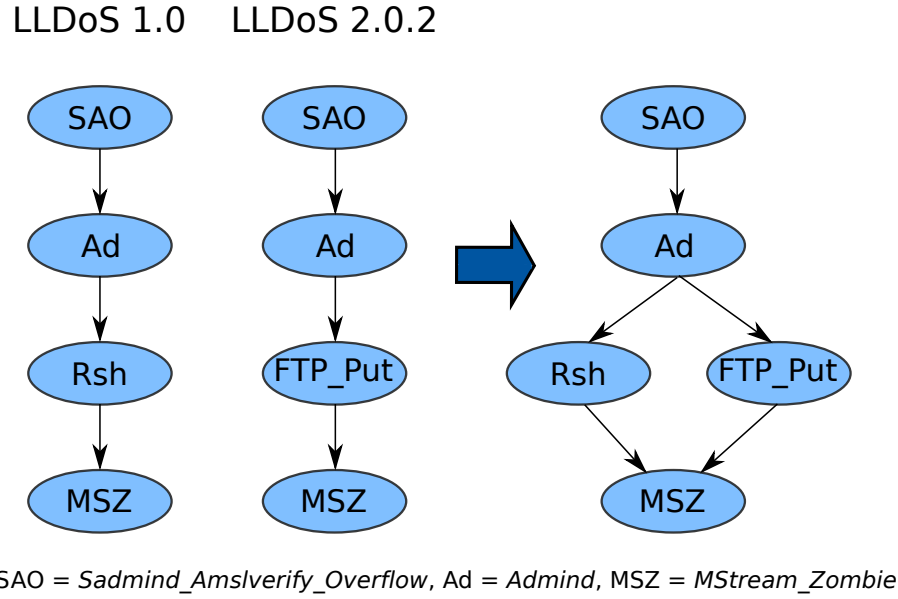 LLDoS 1.0 LLDoS 2.0.2
SAO SAO SAO
Ad Ad Ad
Rsh FTP_Put Rsh FTP_Put
MSZ MSZ MSZ
SAO = Sadmind_Amslverify_Overflow, Ad = Admind, MSZ = MStream_Zombie